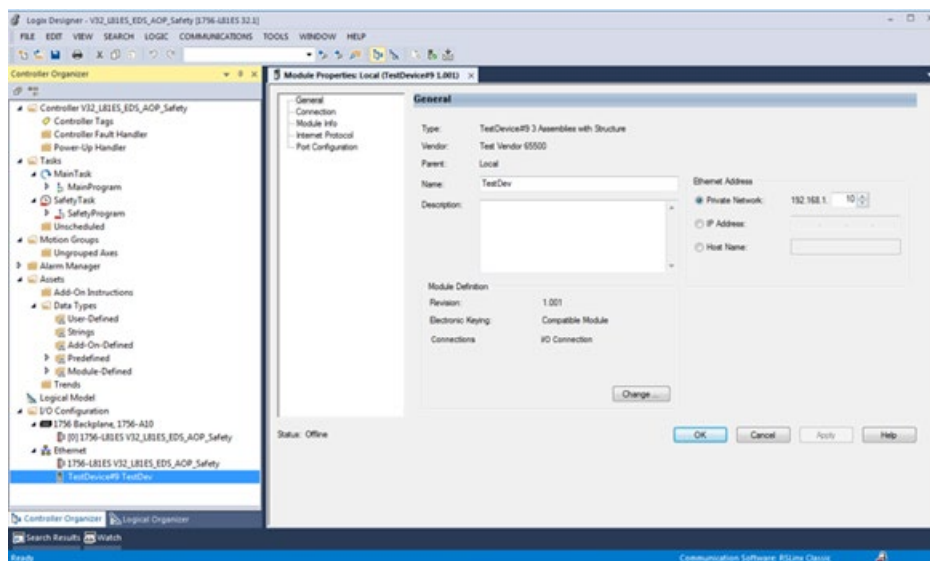 Logix Designer - V32_L81ES_EDS_AOP_Safety [1756-L81ES 32.1]
FILE EDIT VIEW SEARCH LOGIC COMMUNICATIONS TOOLS WINDOW HELP
Controller Organizer
Module Properties: Local (TestDevice#9 1.001)
Controller V32_L81ES_EDS_AOP_Safety
Controller Tags
Controller Fault Handler
Power-Up Handler
Tasks
MainTask
MainProgram
SafetyTask
SafetyProgram
Unscheduled
Motion Groups
Ungrouped Axes
Alarm Manager
Assets
Add-On Instructions
Data Types
User-Defined
Strings
Add-On-Defined
Predefined
Module-Defined
Trends
Logical Model
I/O Configuration
1756 Backplane, 1756-A10
[0] 1756-L81ES V32_L81ES_EDS_AOP_Safety
Ethernet
1756-L81ES V32_L81ES_EDS_AOP_Safety
TestDevice#9 TestDev
Controller Organizer
Logical Organizer
General
Connection
Module Info
Internet Protocol
Port Configuration
General
Type: TestDevice#9 3 Assemblies with Structure
Vendor: Test Vendor 65500
Parent: Local
Name: TestDev
Description:
Ethernet Address
Private Network: 192.168.1. 10
IP Address:
Host Name:
Module Definition
Revision: 1.001
Electronic Keying: Compatible Module
Connections I/O Connection
Change ...
Status: Offline
OK Cancel Apply Help
Search Results Watch
Ready
Communication Software: RSLinx Classic